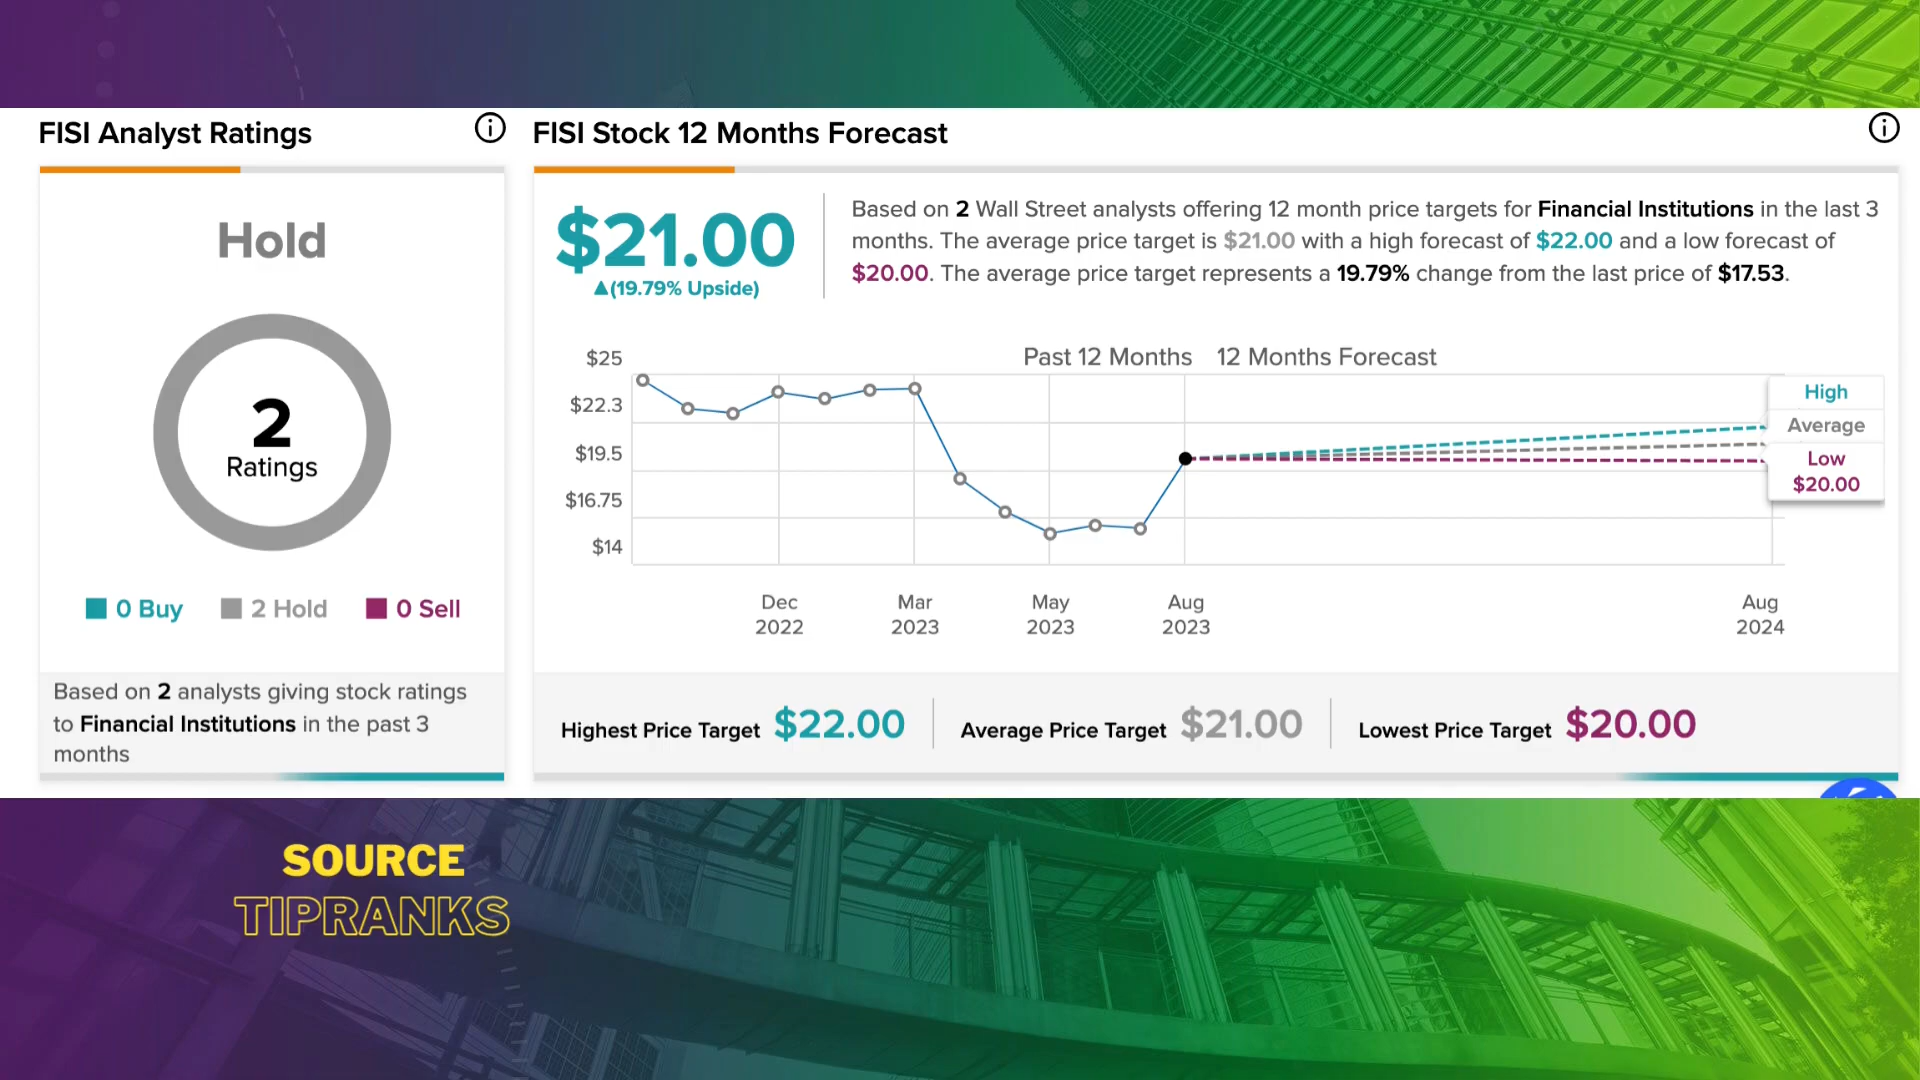 FISI Analyst Ratings
Hold
2
Ratings
0 Buy
2 Hold
0 Sell
Based on 2 analysts giving stock ratings
to Financial Institutions in the past 3
months
FISI Stock 12 Months Forecast
$21.00
▲(19.79% Upside)
Based on 2 Wall Street analysts offering 12 month price targets for Financial Institutions in the last 3
months. The average price target is $21.00 with a high forecast of $22.00 and a low forecast of
$20.00. The average price target represents a 19.79% change from the last price of $17.53.
Past 12 Months
12 Months Forecast
$25
$22.3
$19.5
$16.75
$14
High
Average
Low
$20.00
Dec
2022
Mar
2023
May
2023
Aug
2023
Aug
2024
Highest Price Target $22.00
Average Price Target $21.00
Lowest Price Target $20.00
SOURCE
TIPRANKS